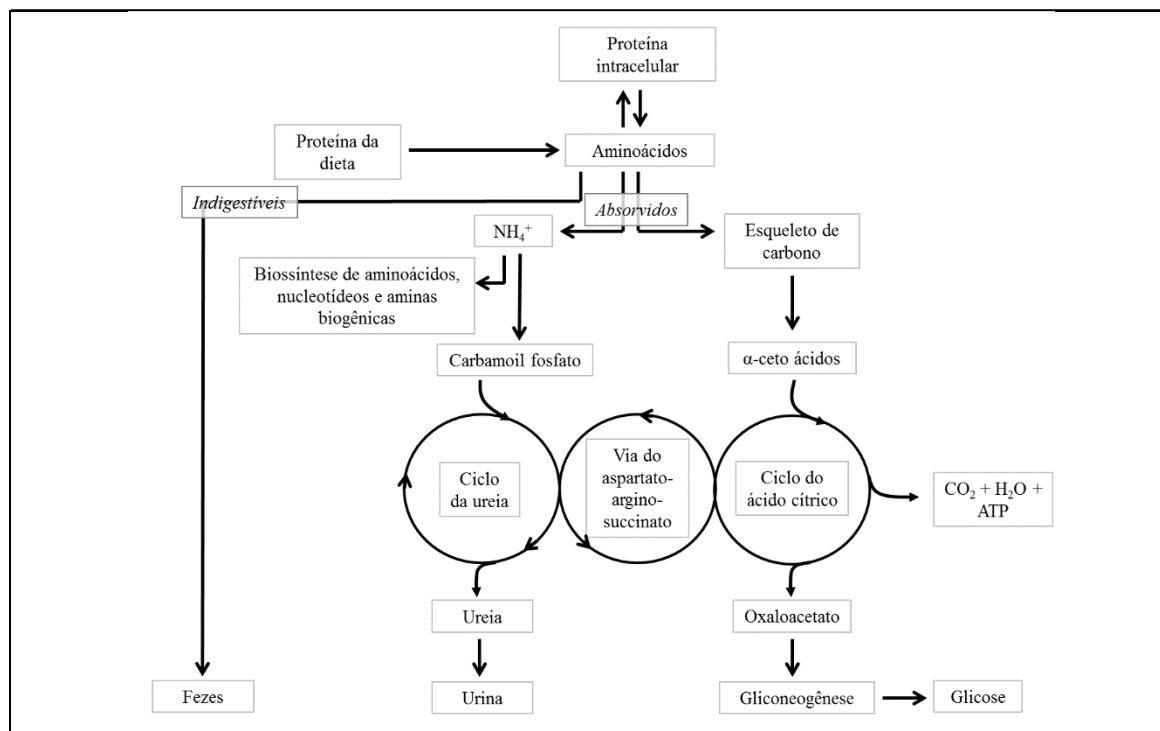 Proteína
intracelular
Proteína da
dieta
Aminoácidos
Indigestíveis
Absorvidos
NH₄⁺
Esqueleto de
carbono
Biossíntese de aminoácidos,
nucleotídeos e aminas
biogênicas
Carbamoil fosfato
α-ceto ácidos
Ciclo
da ureia
Via do
aspartato-
argino-
succinato
Ciclo do
ácido cítrico
CO₂ + H₂O +
ATP
Ureia
Oxaloacetato
Fezes
Urina
Gliconeogênese
Glicose